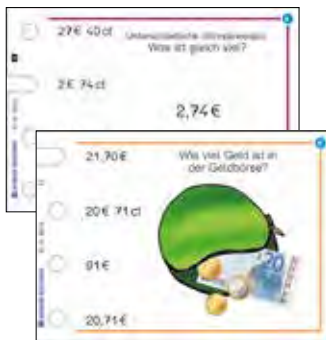 27€ 40ct
Unterschiedliche
Was ist gleich viel?
2€ 74ct
2,74€
21,70€
Wie viel Geld ist in
der Geldbörse?
20€ 71ct
91€
20,71€
20